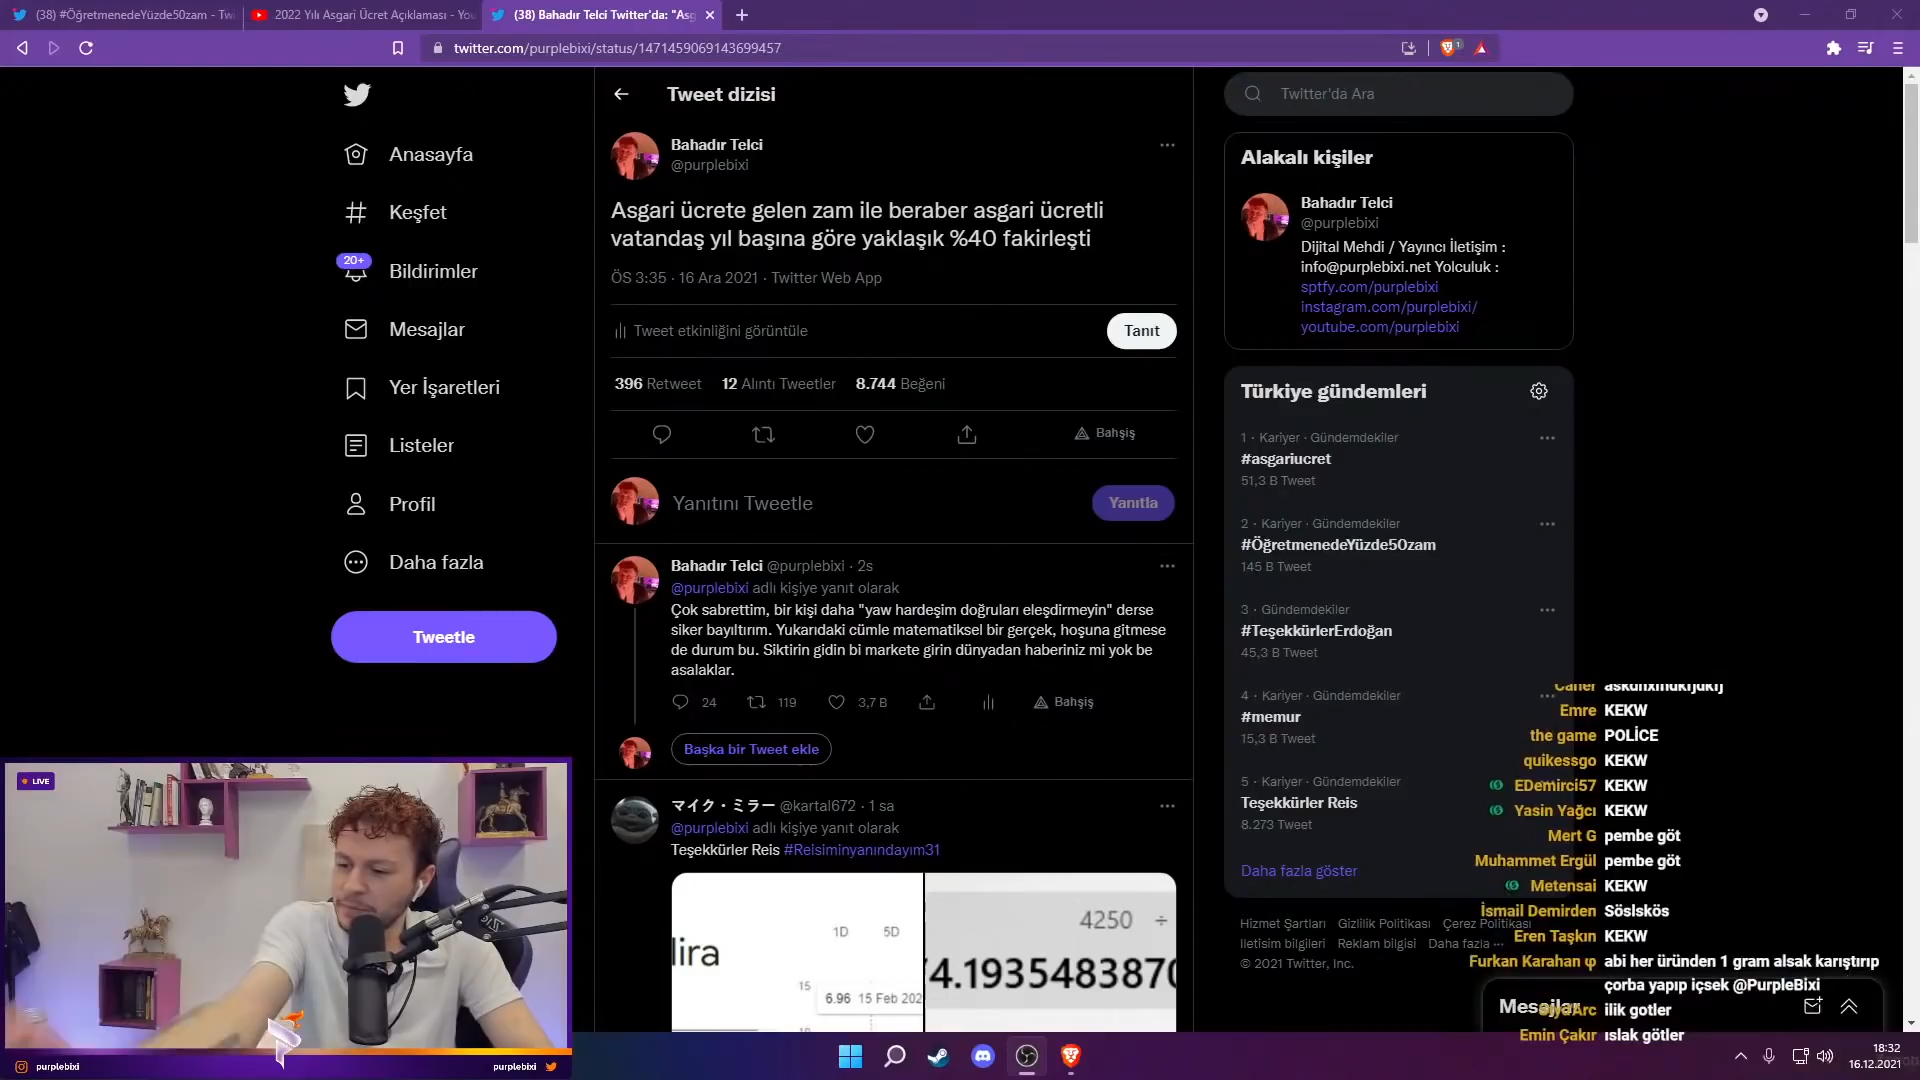 (38) #ÖğretmenedeYüzde50zam - Twi
2022 Yılı Asgari Ücret Açıklaması - You
(38) Bahadır Telci Twitter'da: "Asg
twitter.com/purplebixi/status/1471459069143699457
1
Anasayfa
Keşfet
20+
Bildirimler
Mesajlar
Yer İşaretleri
Listeler
Profil
Daha fazla
Tweetle
Tweet dizisi
Bahadır Telci
@purplebixi
Asgari ücrete gelen zam ile beraber asgari ücretli
vatandaş yıl başına göre yaklaşık %40 fakirleşti
ÖS 3:35 · 16 Ara 2021 · Twitter Web App
Tweet etkinliğini görüntüle
Tanıt
396 Retweet 12 Alıntı Tweetler 8.744 Beğeni
Bahşiş
Yanıtını Tweetle
Yanıtla
Bahadır Telci @purplebixi · 2s
@purplebixi adlı kişiye yanıt olarak
Çok sabrettim, bir kişi daha "yaw hardeşim doğruları eleşdirmeyin" derse
siker bayıltırım. Yukarıdaki cümle matematiksel bir gerçek, hoşuna gitmese
de durum bu. Siktirin gidin bi markete girin dünyadan haberiniz mi yok be
asalaklar.
24 119 3,7 B Bahşiş
Başka bir Tweet ekle
マイク・ミラー @kartal672 · 1 sa
@purplebixi adlı kişiye yanıt olarak
Teşekkürler Reis #Reisiminyanındayım31
1D 5D
lira
15
6.96 15 Feb 202
4250 ÷
74.1935483870
Twitter'da Ara
Alakalı kişiler
Bahadır Telci
@purplebixi
Dijital Mehdi / Yayıncı İletişim :
info@purplebixi.net Yolculuk :
sptfy.com/purplebixi
instagram.com/purplebixi/
youtube.com/purplebixi
Türkiye gündemleri
1 · Kariyer · Gündemdekiler
#asgariucret
51,3 B Tweet
2 · Kariyer · Gündemdekiler
#ÖğretmenedeYüzde50zam
145 B Tweet
3 · Gündemdekiler
#TeşekkürlerErdoğan
45,3 B Tweet
4 · Kariyer · Gündemdekiler
#memur
15,3 B Tweet
5 · Kariyer · Gündemdekiler
Teşekkürler Reis
8.273 Tweet
Daha fazla göster
Hizmet Şartları Gizlilik Politikası Çerez Politikası
İletişim bilgileri Reklam bilgisi Daha fazla ···
© 2021 Twitter, Inc.
Mesajlar
Caner
Emre KEKW
the game POLİCE
quikessgo KEKW
EDemirci57 KEKW
Yasin Yağcı KEKW
Mert G pembe göt
Muhammet Ergül pembe göt
Metensai KEKW
İsmail Demirden Söslskös
Eren Taşkın KEKW
Furkan Karahan φ abi her üründen 1 gram alsak karıştırıp
çorba yapıp içsek @PurpleBixi
ilik gotler
Emin Çakır ıslak götler
LIVE
purplebixi
purplebixi
18:32
16.12.2021